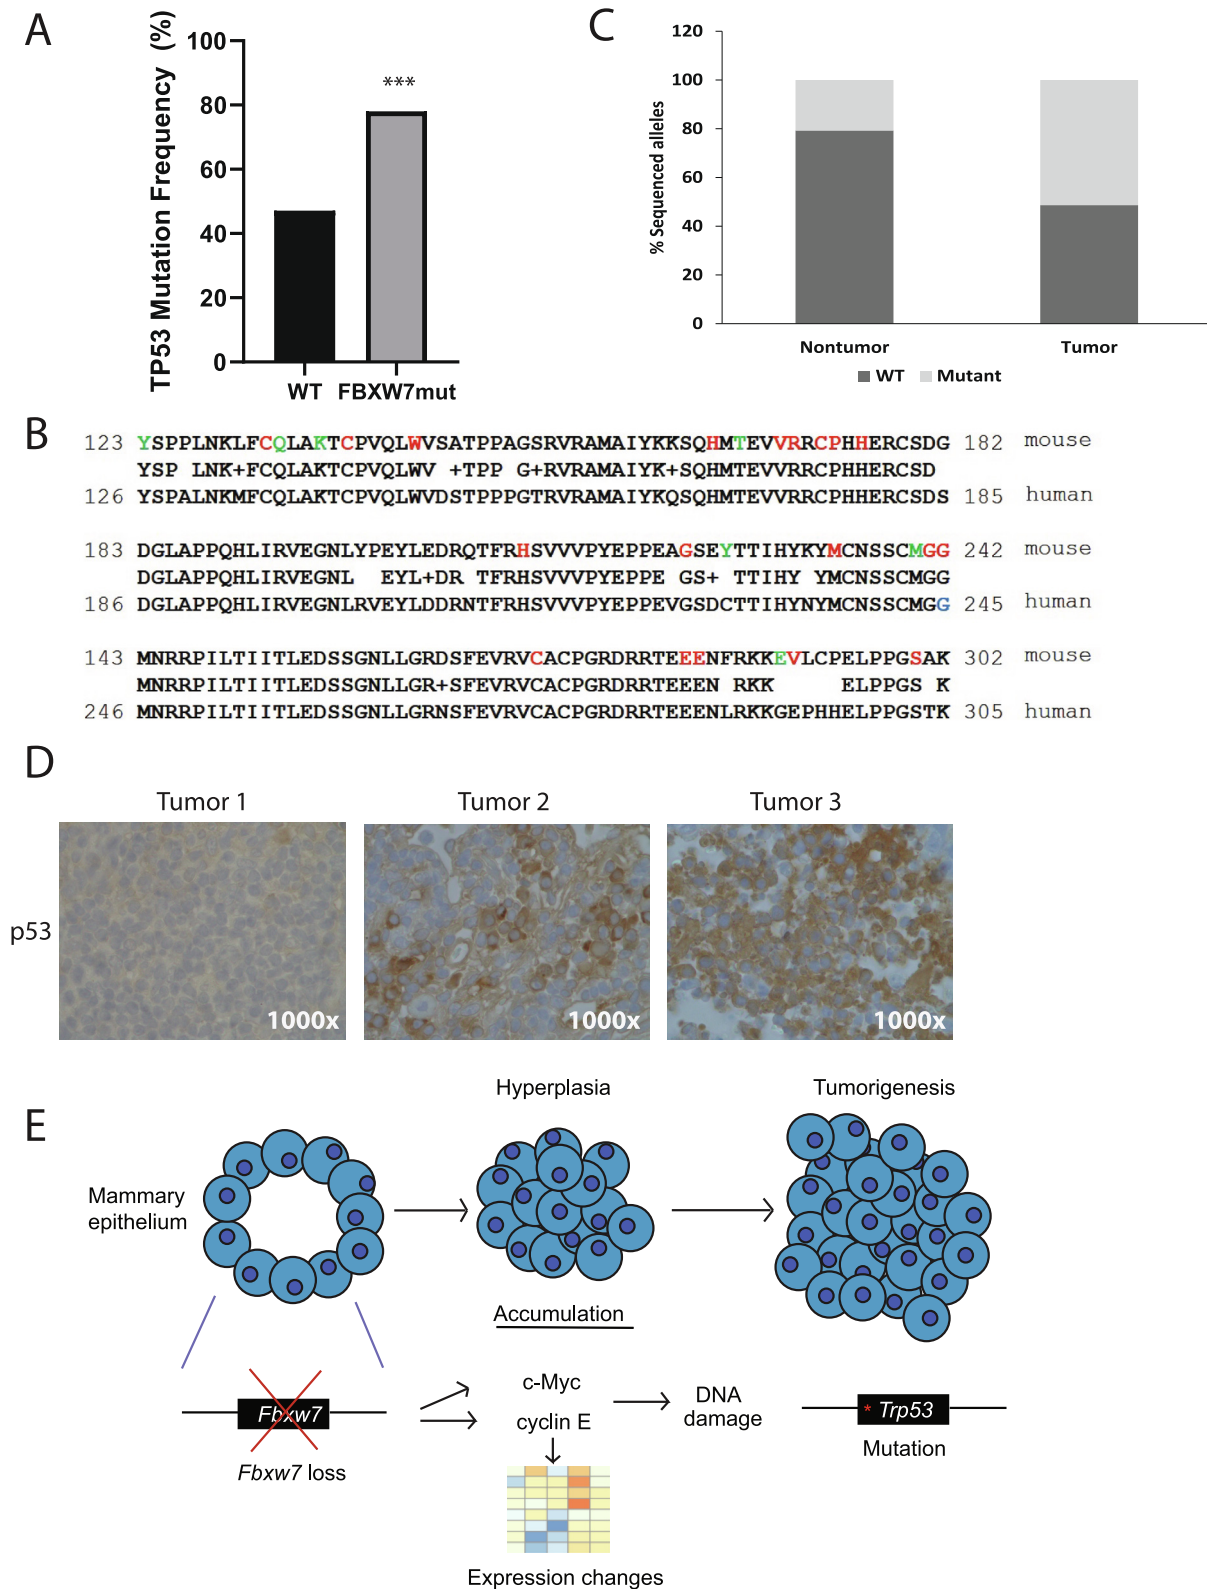 A
TP53 Mutation Frequency (%)
100
80
60
40
20
0
***
WT FBXW7mut
C
% Sequenced alleles
120
100
80
60
40
20
0
Nontumor Tumor
WT Mutant
B
123 YSPPLNKLFCQLAKTCPVQLWVSATPPAGSRVRAMAIYKKSQHMTEVVRRCPHHERCSDG 182 mouse
YSP LNK+FCQLAKTCPVQLWV +TPP G+RVRAMAIYK+SQHMTEVVRRCPHHERCSD
126 YSPALNKMFCQLAKTCPVQLWVDSTPPPGTRVRAMAIYKQSQHMTEVVRRCPHHERCSDS 185 human
183 DGLAPPQHLIRVEGNLYPEYLEDRQTFRHSVVVPYEPPEAGSEYTTIHYKYMCNSSCMGG 242 mouse
DGLAPPQHLIRVEGNL EYL+DR TFRHSVVVPYEPPE GS+ TTIHY YMCNSSCMGG
186 DGLAPPQHLIRVEGNLRVEYLDDRNTFRHSVVVPYEPPEVGSDCTTIHYNYMCNSSCMGG 245 human
143 MNRRPILTIITLEDSSGNLLGRDSFEVRVCACPGRDRRTEEENFRKKEVLCPELPPGSAK 302 mouse
MNRRPILTIITLEDSSGNLLGR+SFEVRVCACPGRDRRTEEEN RKK ELPPGS K
246 MNRRPILTIITLEDSSGNLLGRNSFEVRVCACPGRDRRTEEENLRKKGEPHHELPPGSTK 305 human
D
Tumor 1 Tumor 2 Tumor 3
p53
1000x 1000x 1000x
E
Hyperplasia Tumorigenesis
Mammary
epithelium
Accumulation
Fbxw7
Fbxw7 loss
c-Myc
cyclin E
DNA
damage
* Trp53
Mutation
Expression changes